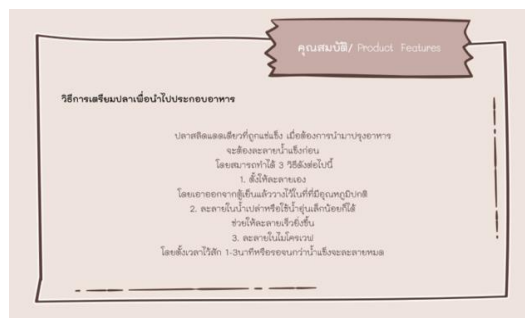 คุณสมบัติ/ Product Features
วิธีการเตรียมปลาเพื่อนำไปประกอบอาหาร
ปลาสลิดแดดเดียวที่ถูกแช่แข็ง เมื่อต้องการนำมาปรุงอาหาร
จะต้องละลายน้ำแข็งก่อน
โดยสามารถทำได้ 3 วิธีดังต่อไปนี้
1. ตั้งให้ละลายเอง
โดยเอาออกจากตู้เย็นแล้ววางไว้ในที่ที่มีอุณหภูมิปกติ
2. ละลายในน้ำเปล่าหรือใช้น้ำอุ่นเล็กน้อยก็ได้
ช่วยให้ละลายเร็วยิ่งขึ้น
3. ละลายในไมโครเวฟ
โดยตั้งเวลาไว้สัก 1-3นาทีหรือรอจนกว่าน้ำแข็งจะละลายหมด